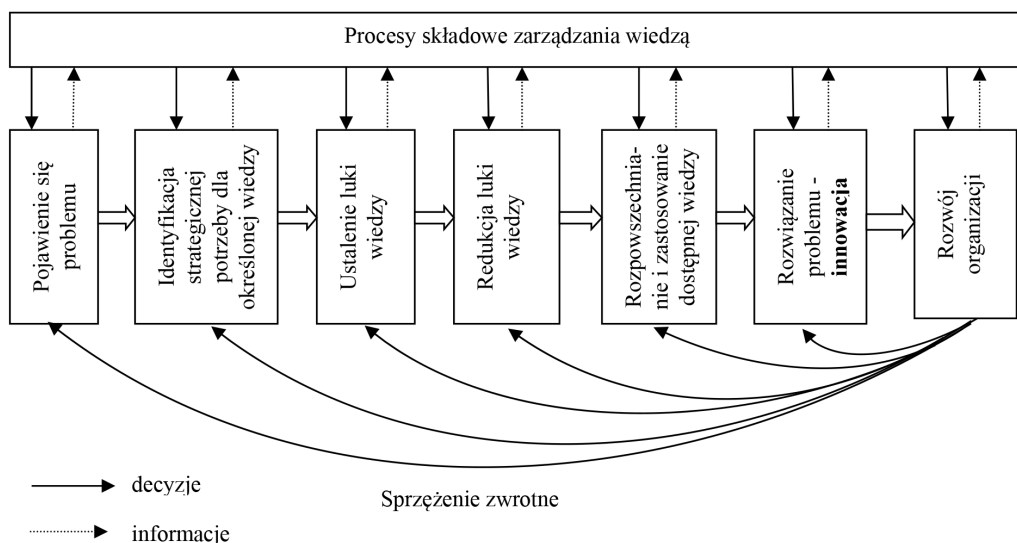 Procesy składowe zarządzania wiedzą
Pojawienie się
problemu
Identyfikacja
strategicznej
potrzeby dla
określonej wiedzy
Ustalenie luki
wiedzy
Redukcja luki
wiedzy
Rozpowszechnia-
nie i zastosowanie
dostępnej wiedzy
Rozwiązanie
problemu -
innowacja
Rozwój
organizacji
decyzje
Sprzężenie zwrotne
informacje